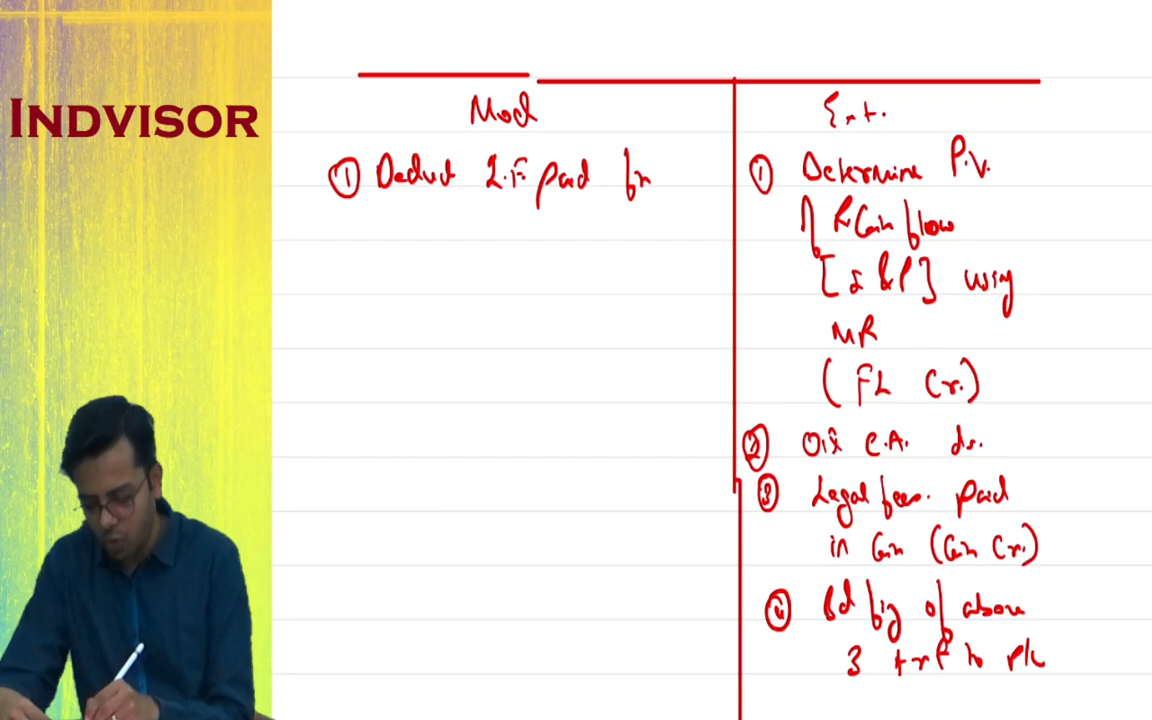 INDVISOR
Mod
① Deduct L.F paid fr
Ext.
① Determine P.V.
of R Cash flow
[I & P] using
MR
(FL Cr.)
② Old C.A. dr.
③ Legal fees. paid
in Cash (Cash Cr.)
④ Bal fig of above
3 trf to P/L